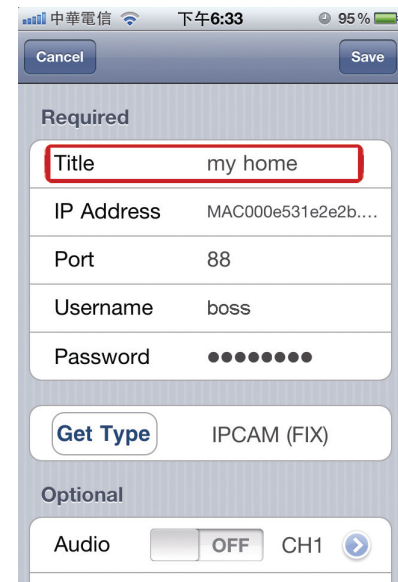 中華電信 下午6:33 95%
Cancel Save
Required
Title my home
IP Address MAC000e531e2e2b....
Port 88
Username boss
Password ●●●●●●●●
Get Type IPCAM (FIX)
Optional
Audio OFF CH1